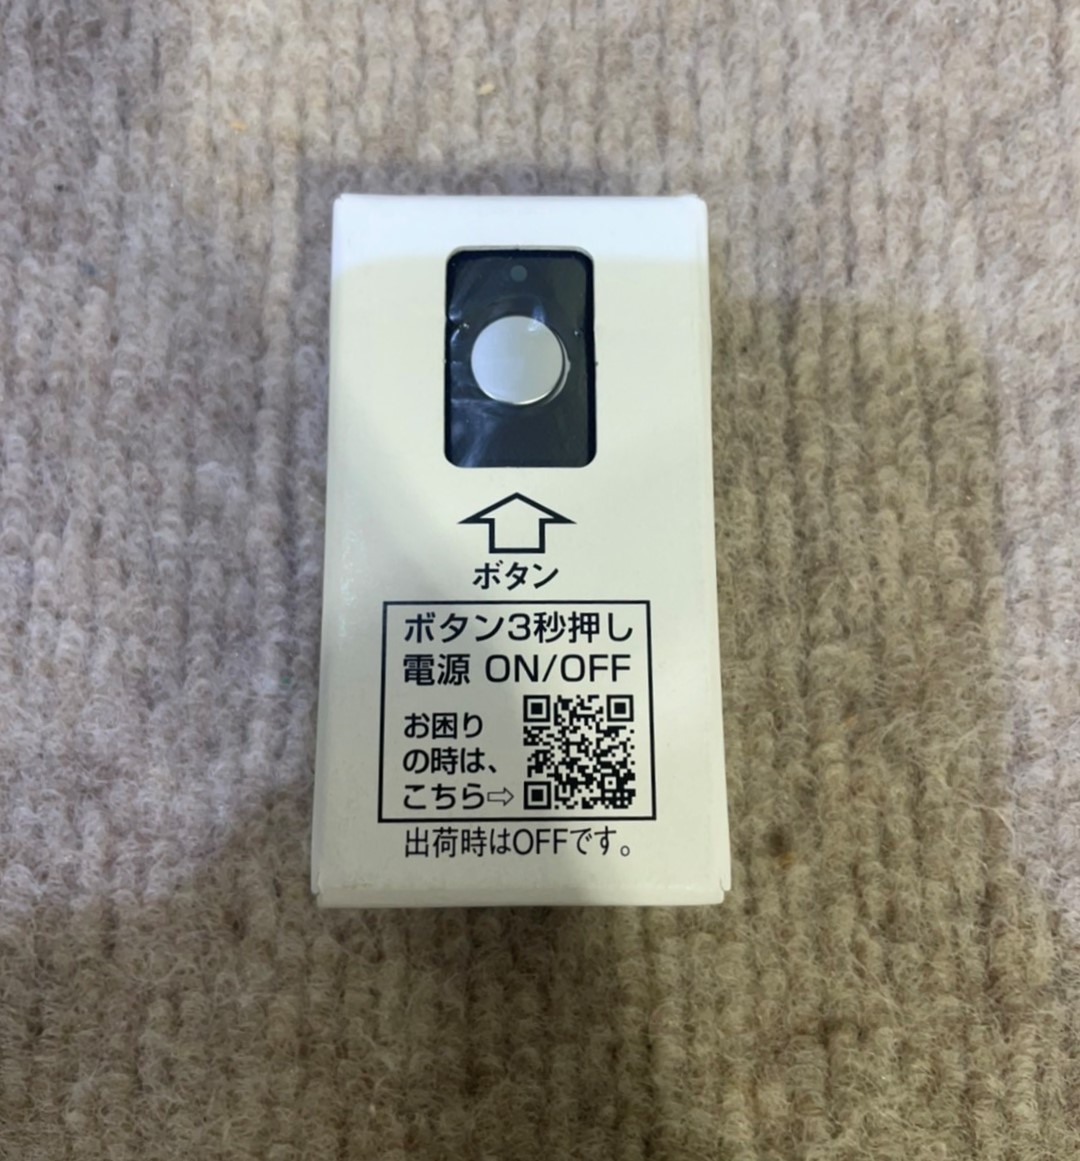 ボタン
ボタン3秒押し
電源 ON/OFF
お困り
の時は、
こちら⇨
出荷時はOFFです。